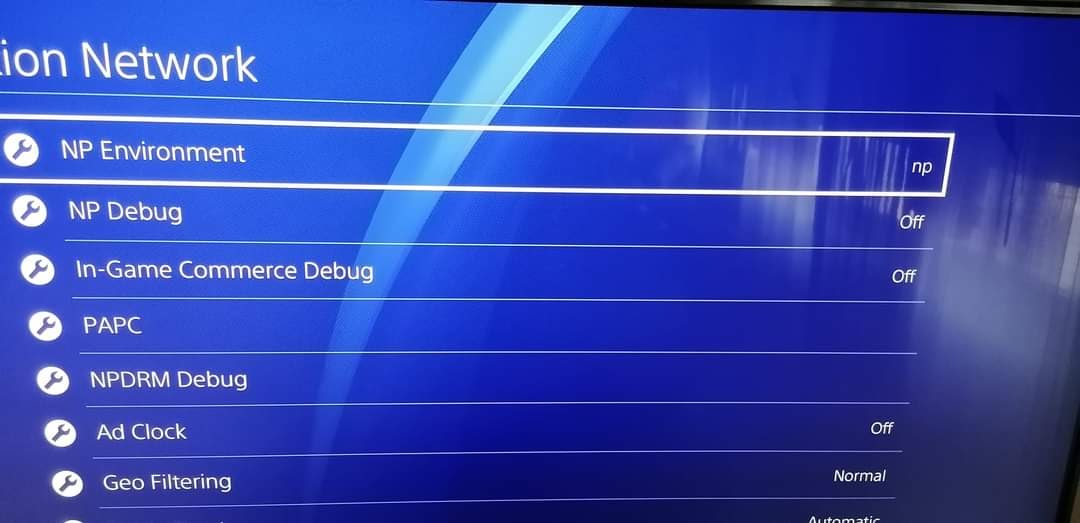 ion Network
NP Environment np
NP Debug Off
In-Game Commerce Debug Off
PAPC
NPDRM Debug
Ad Clock Off
Geo Filtering Normal
Automatic